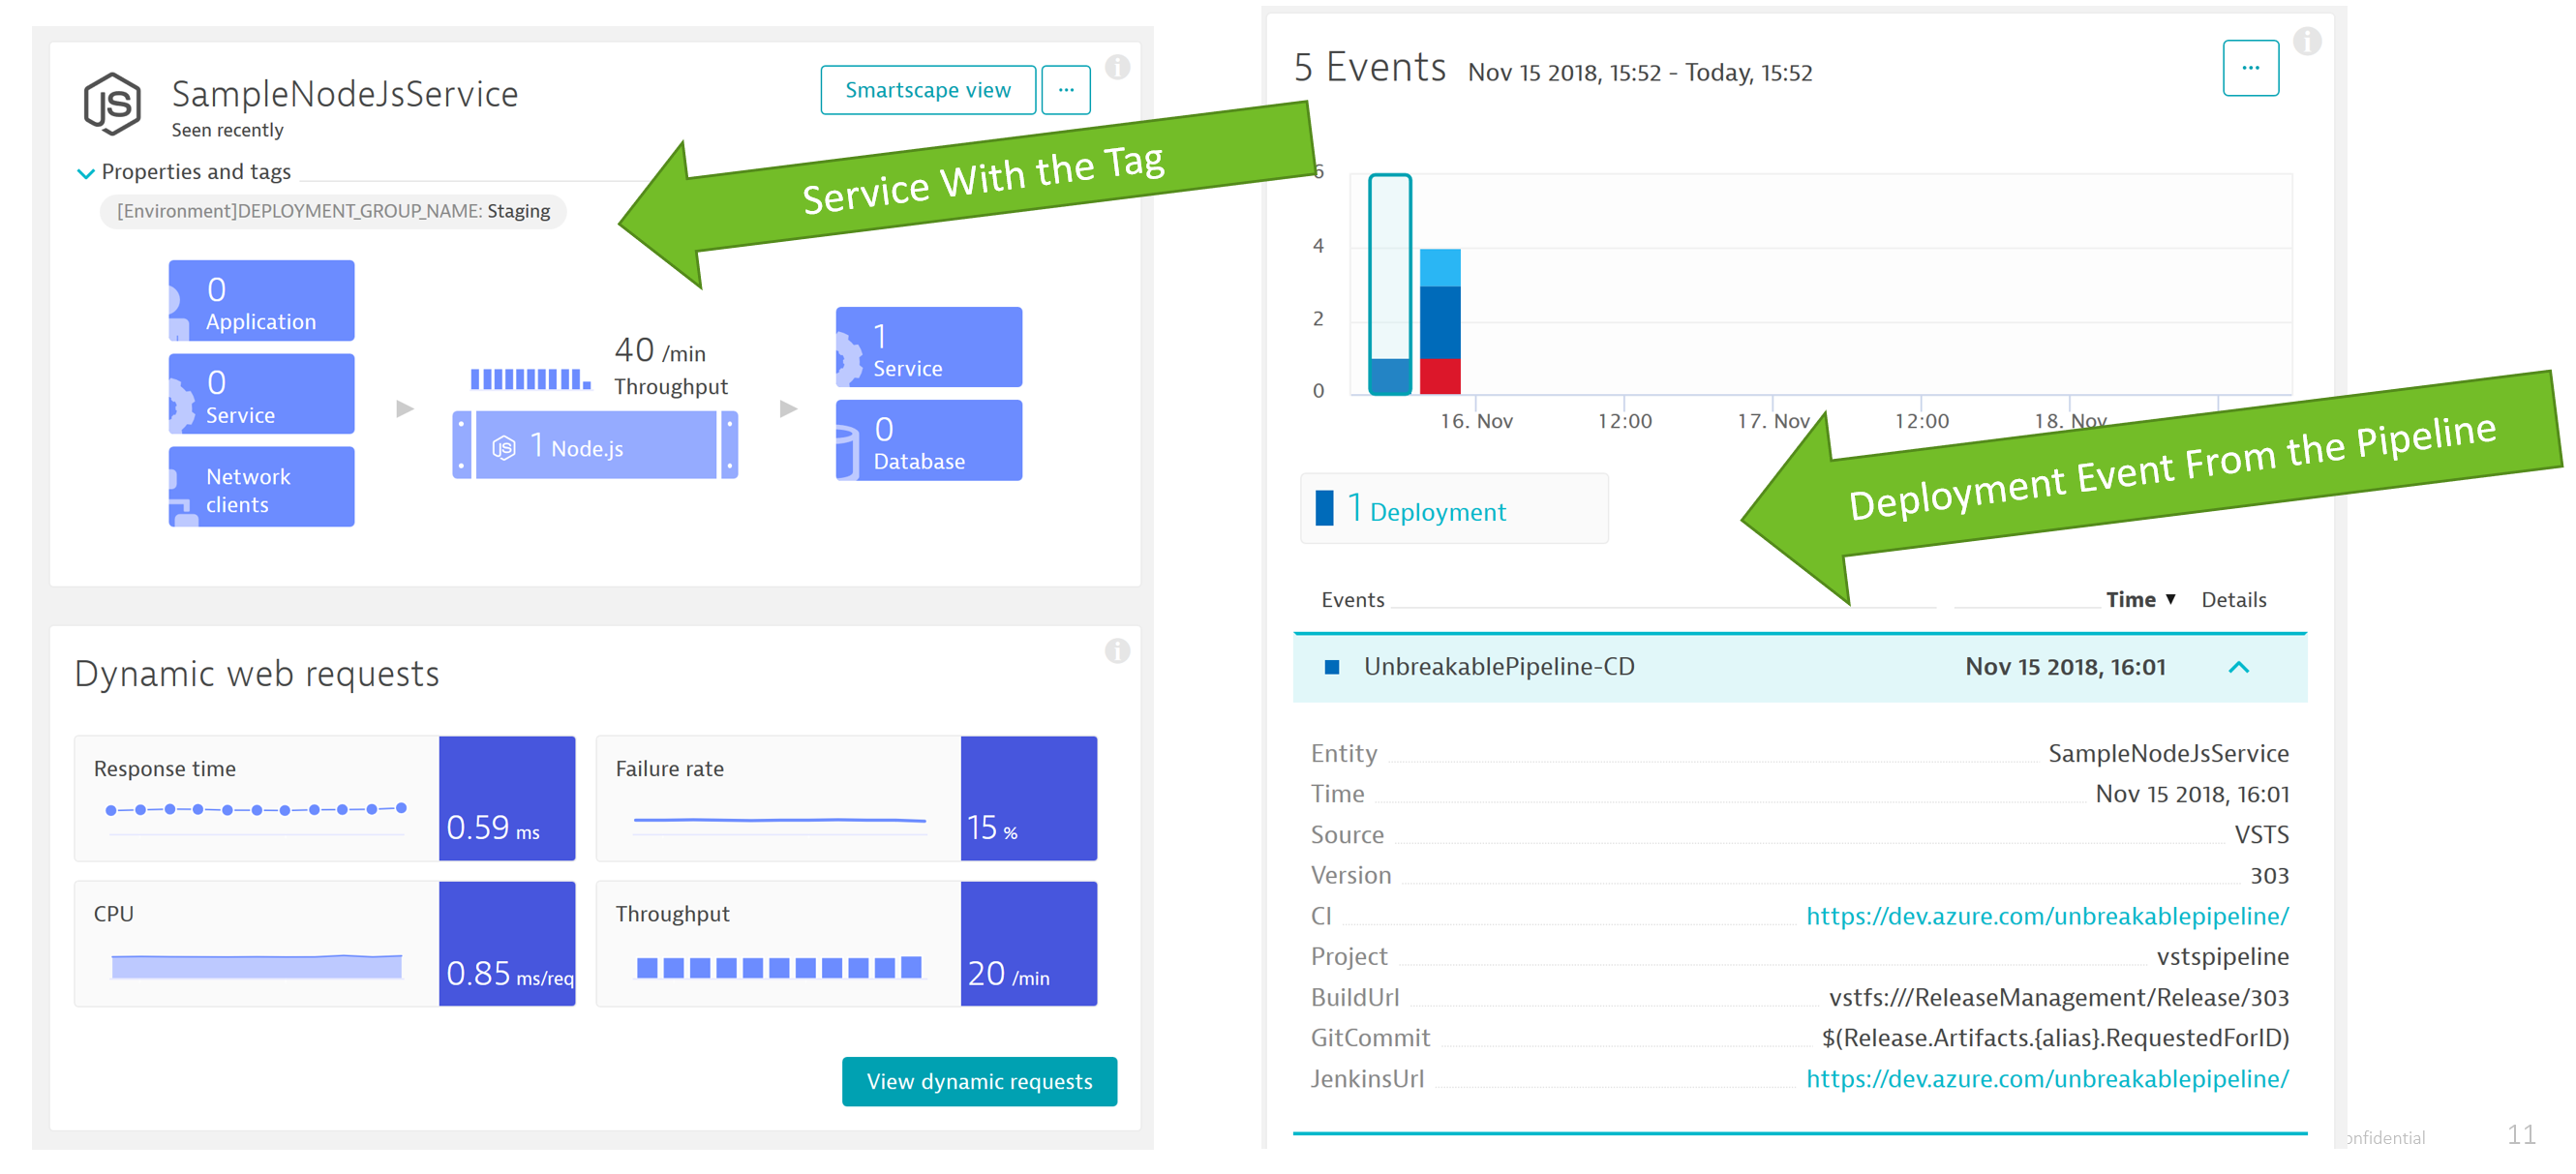 JS
SampleNodeJsService
Seen recently
Smartscape view
...
i
Properties and tags
[Environment]DEPLOYMENT_GROUP_NAME: Staging
Service With the Tag
0
Application
0
Service
Network
clients
40 /min
Throughput
JS 1 Node.js
1
Service
0
Database
Dynamic web requests
i
Response time
0.59 ms
Failure rate
15 %
CPU
0.85 ms/req
Throughput
20 /min
View dynamic requests
5 Events Nov 15 2018, 15:52 - Today, 15:52
...
i
6
4
2
0
16. Nov 12:00 17. Nov 12:00 18. Nov
Deployment Event From the Pipeline
1 Deployment
Events Time ▼ Details
UnbreakablePipeline-CD Nov 15 2018, 16:01
Entity SampleNodeJsService
Time Nov 15 2018, 16:01
Source VSTS
Version 303
CI https://dev.azure.com/unbreakablepipeline/
Project vstspipeline
BuildUrl vstfs:///ReleaseManagement/Release/303
GitCommit $(Release.Artifacts.{alias}.RequestedForID)
JenkinsUrl https://dev.azure.com/unbreakablepipeline/
onfidential 11